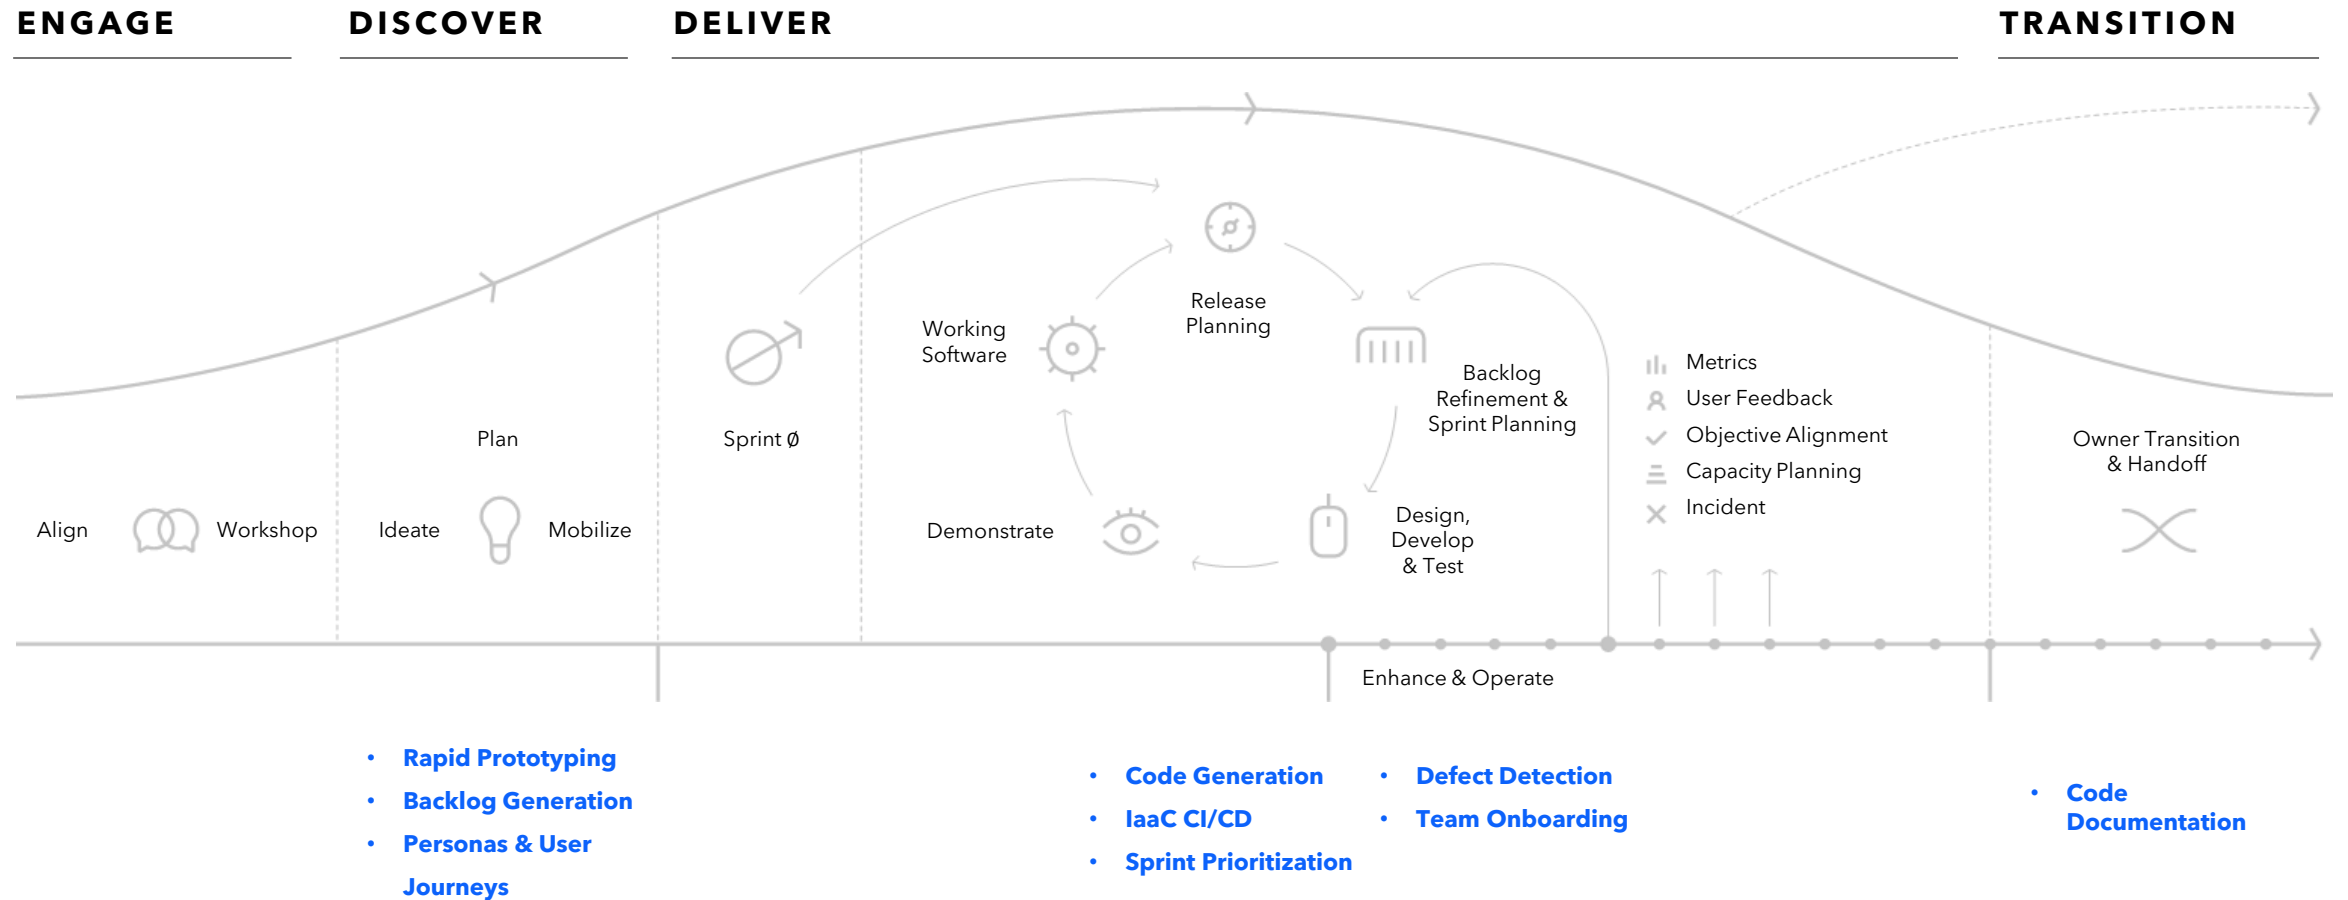 ENGAGE
DISCOVER
DELIVER
TRANSITION
Align
Workshop
Plan
Ideate
Mobilize
Sprint Ø
Release
Planning
Working
Software
Backlog
Refinement &
Sprint Planning
Design,
Develop
& Test
Demonstrate
Metrics
User Feedback
Objective Alignment
Capacity Planning
Incident
Owner Transition
& Handoff
Enhance & Operate
• Rapid Prototyping
• Backlog Generation
• Personas & User
Journeys
• Code Generation
• IaaC CI/CD
• Sprint Prioritization
• Defect Detection
• Team Onboarding
• Code
Documentation